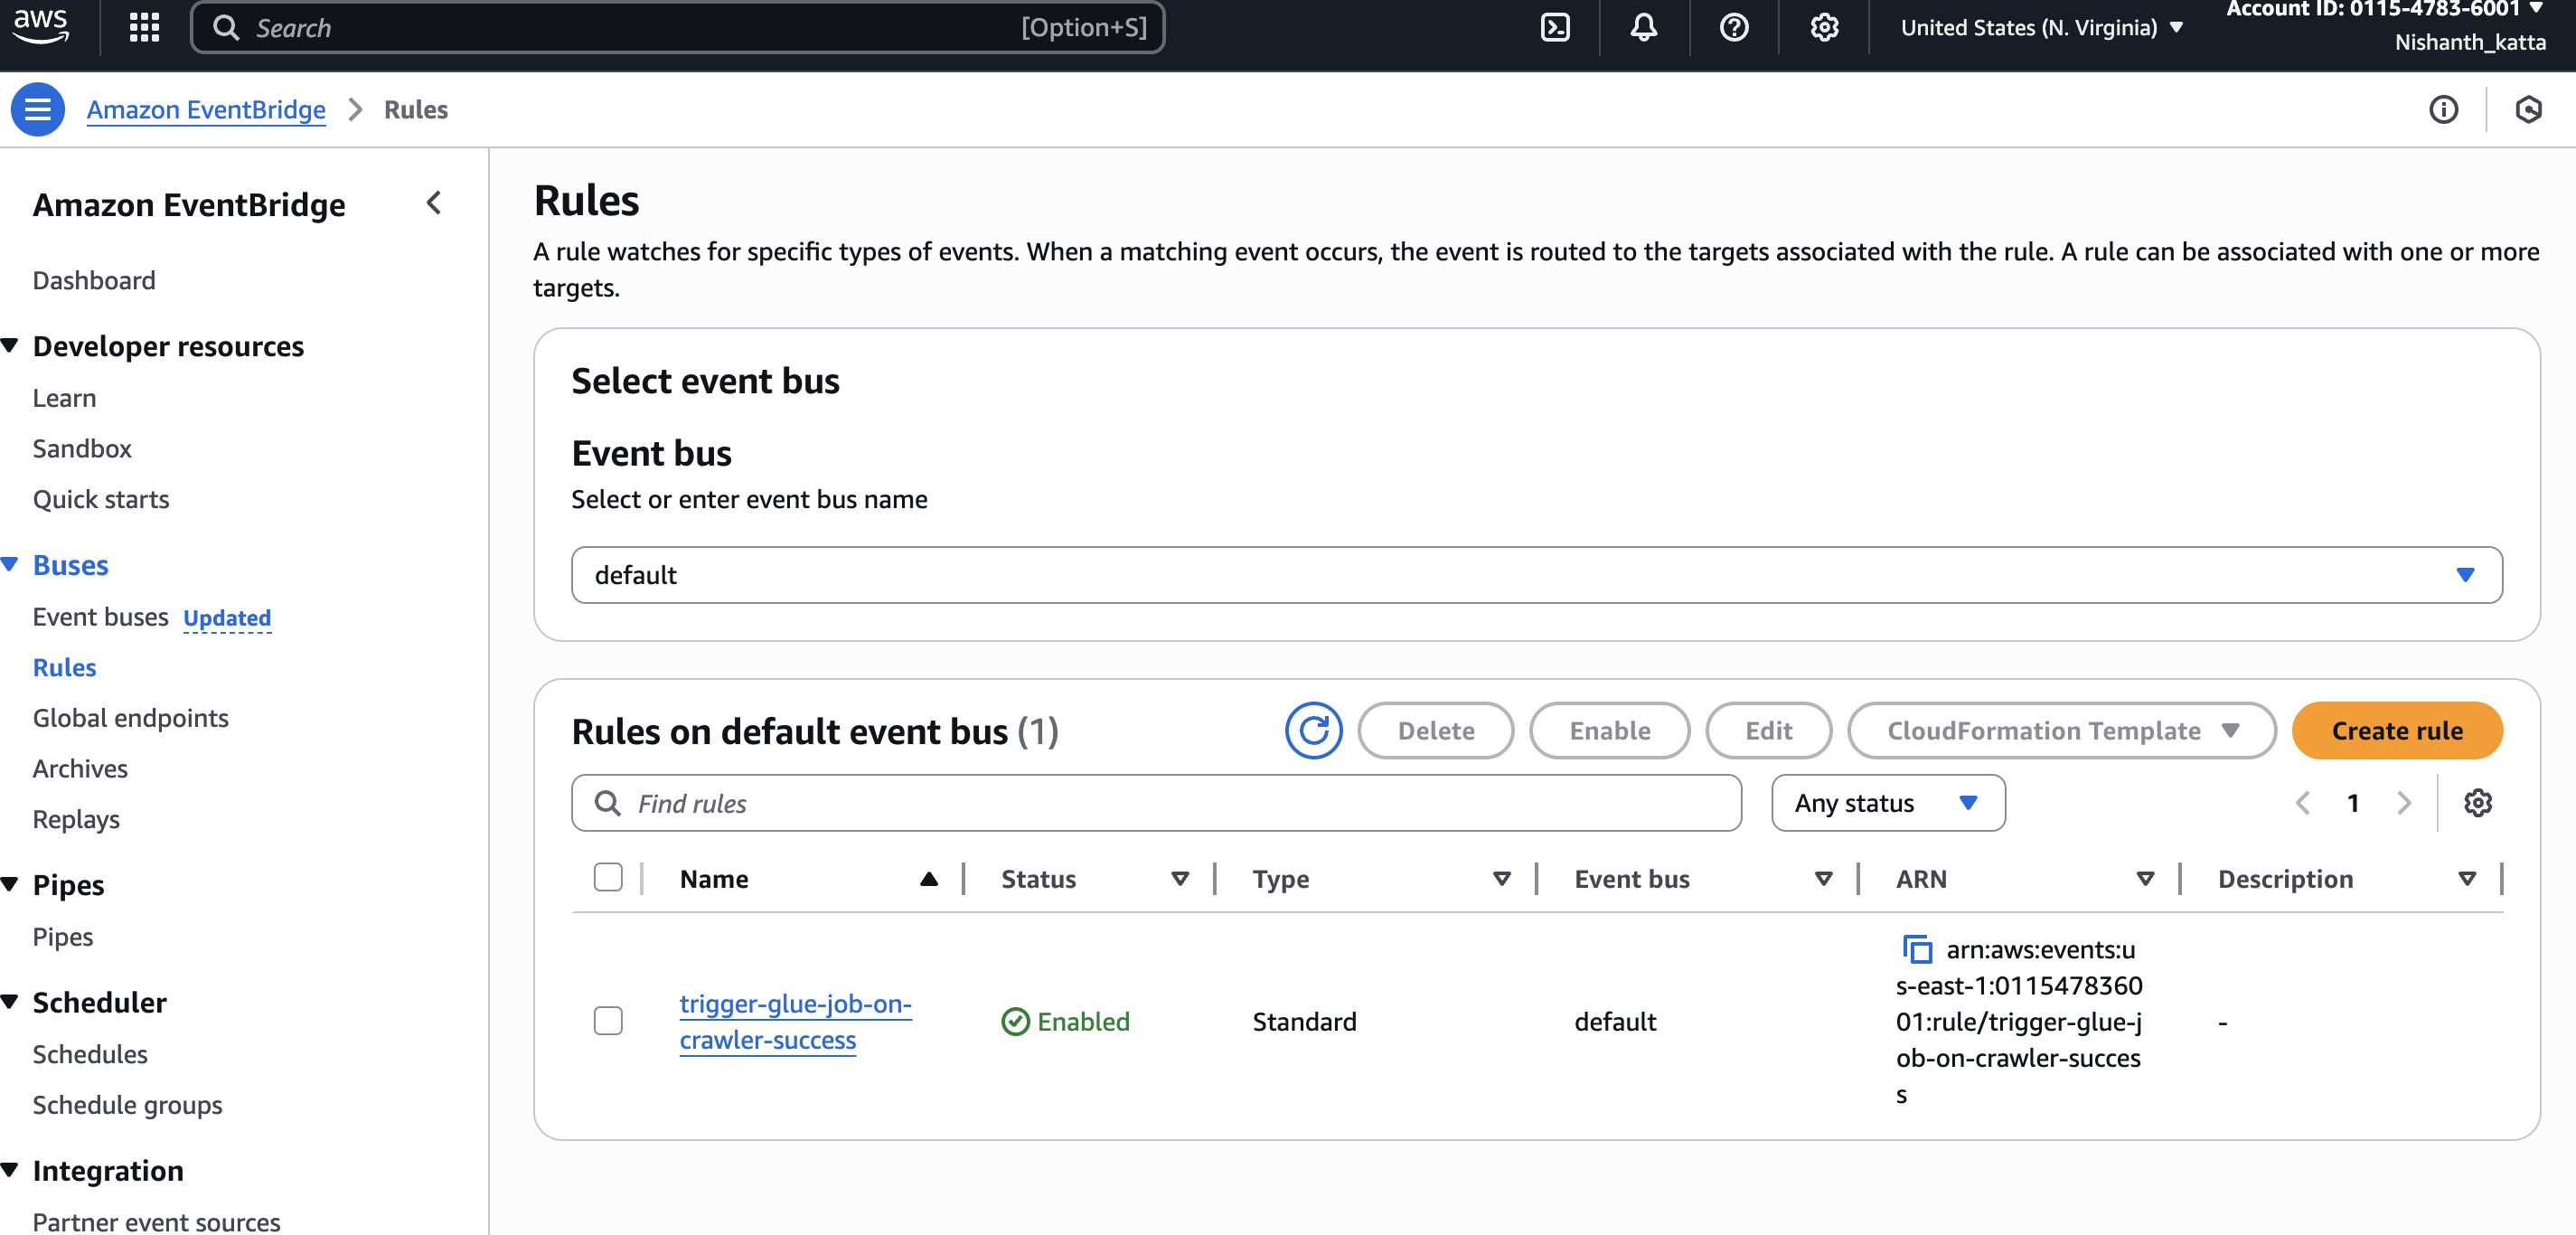 aws
Search
[Option+S]
United States (N. Virginia)
Account ID: 0115-4783-6001
Nishanth_katta
Amazon EventBridge
Rules
Amazon EventBridge
Dashboard
Developer resources
Learn
Sandbox
Quick starts
Buses
Event buses Updated
Rules
Global endpoints
Archives
Replays
Pipes
Pipes
Scheduler
Schedules
Schedule groups
Integration
Partner event sources
Rules
A rule watches for specific types of events. When a matching event occurs, the event is routed to the targets associated with the rule. A rule can be associated with one or more
targets.
Select event bus
Event bus
Select or enter event bus name
default
Rules on default event bus (1)
Delete
Enable
Edit
CloudFormation Template
Create rule
Find rules
Any status
1
Name
Status
Type
Event bus
ARN
Description
trigger-glue-job-on-
crawler-success
Enabled
Standard
default
arn:aws:events:u
s-east-1:0115478360
01:rule/trigger-glue-j
ob-on-crawler-succes
s
-